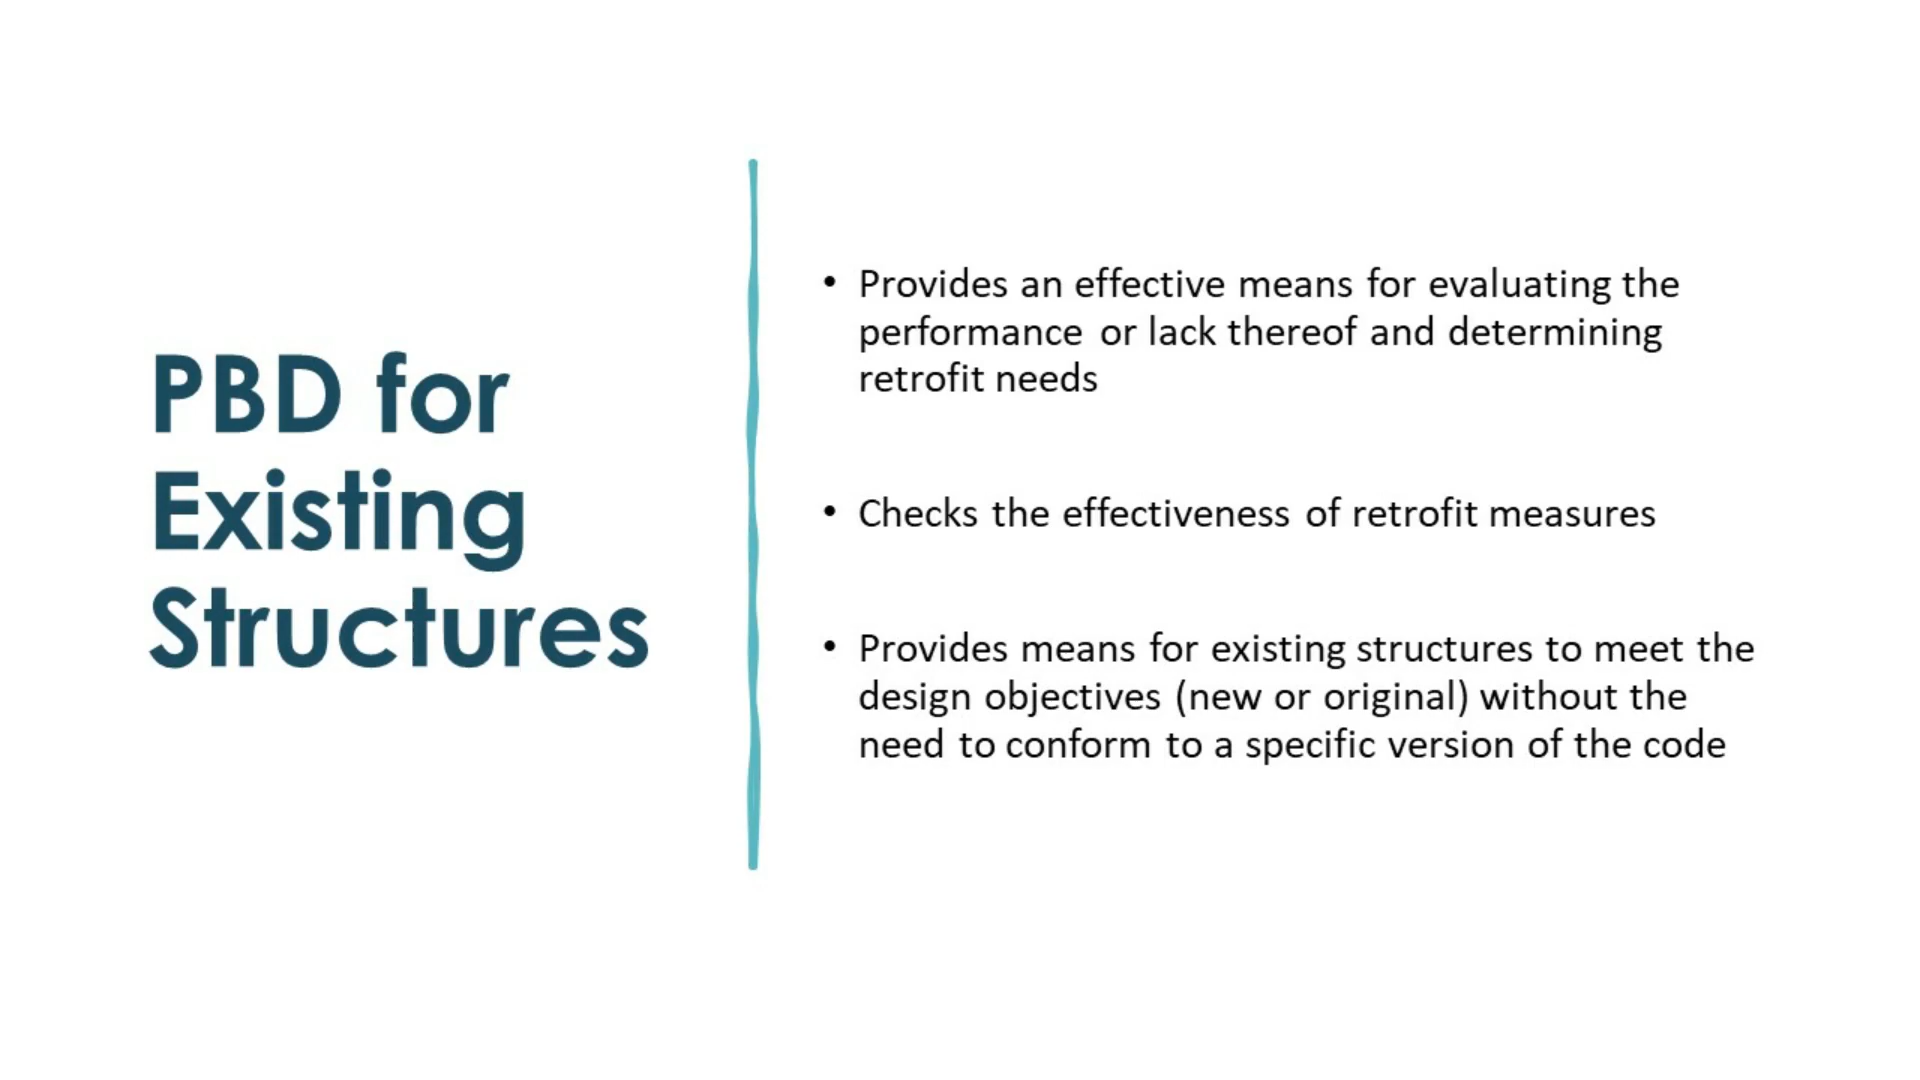 PBD for
Existing
Structures
• Provides an effective means for evaluating the
performance or lack thereof and determining
retrofit needs
• Checks the effectiveness of retrofit measures
• Provides means for existing structures to meet the
design objectives (new or original) without the
need to conform to a specific version of the code